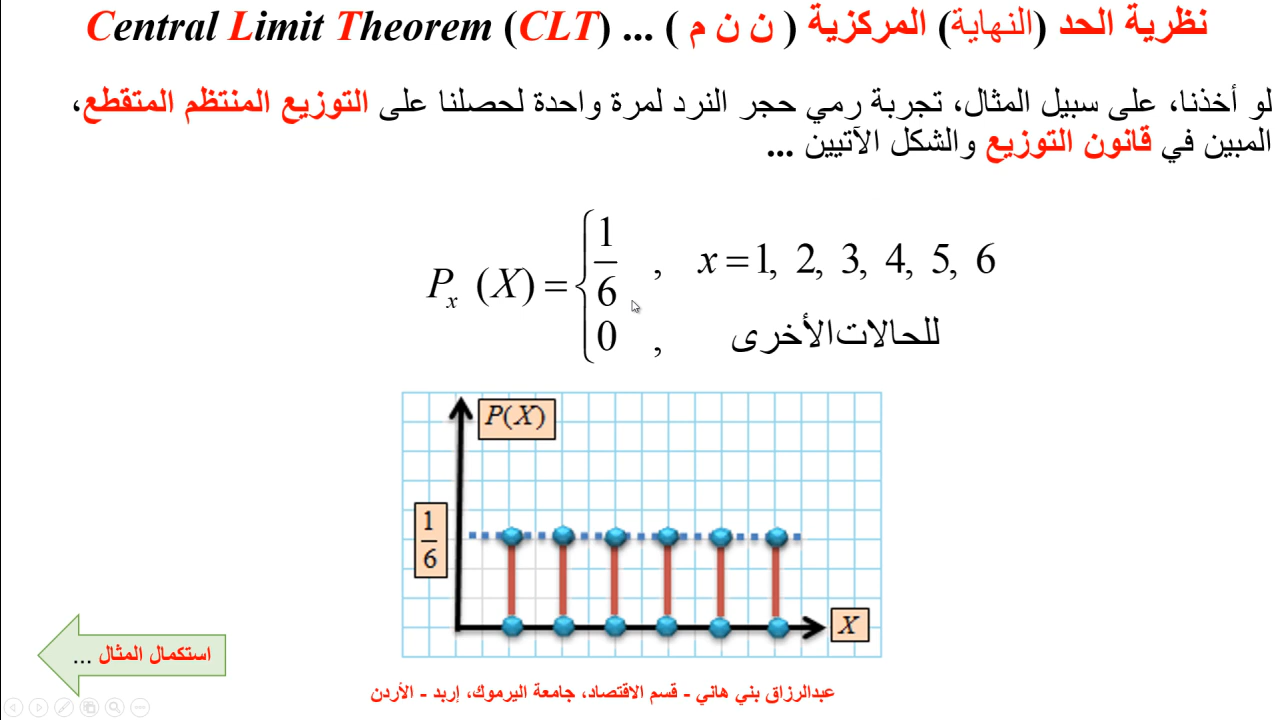 نظرية الحد (النهاية) المركزية ( ن ن م ) ... Central Limit Theorem (CLT)
لو أخذنا، على سبيل المثال، تجربة رمي حجر النرد لمرة واحدة لحصلنا على التوزيع المنتظم المتقطع،
المبين في قانون التوزيع والشكل الآتيين ...
1
P_x (X) = { — , x = 1, 2, 3, 4, 5, 6
6
0 , للحالات الأخرى
P(X)
1
6
X
استكمال المثال ...
عبدالرزاق بني هاني - قسم الاقتصاد، جامعة اليرموك، إربد - الأردن